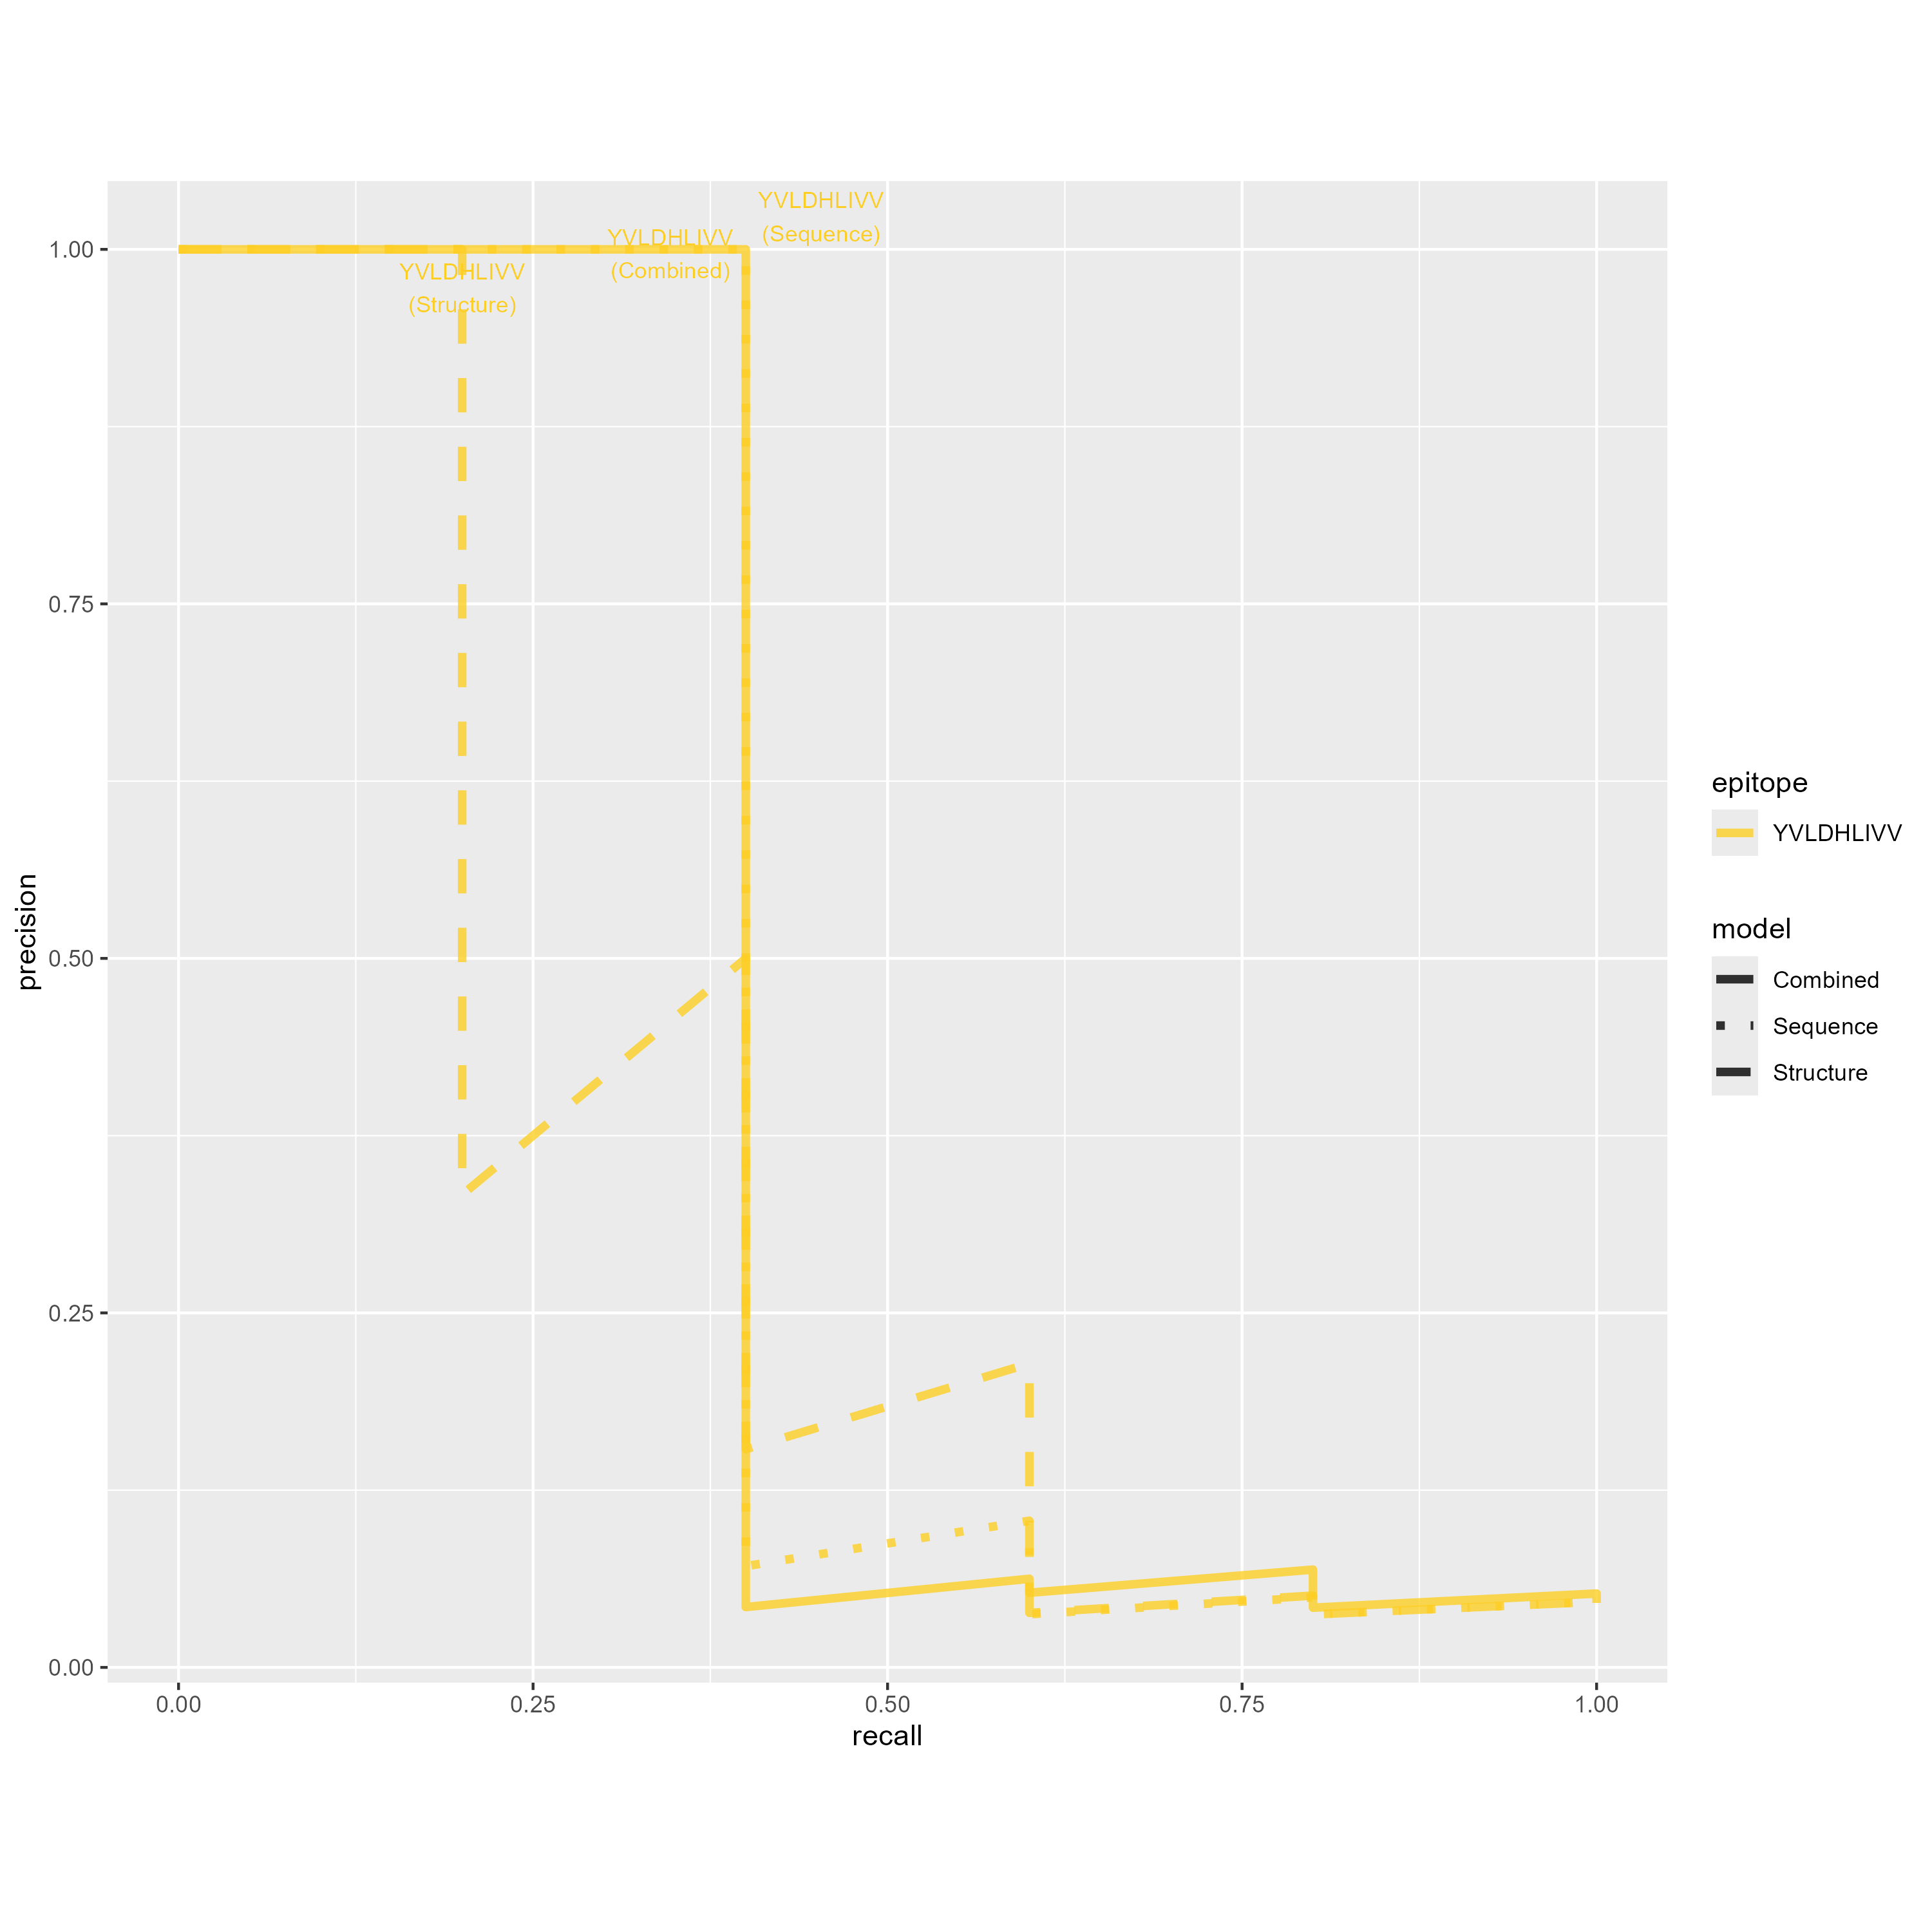 YVLDHLIVV
(Sequence)
YVLDHLIVV
(Combined)
YVLDHLIVV
(Structure)
1.00
0.75
0.50
0.25
0.00
precision
0.00 0.25 0.50 0.75 1.00
recall
epitope
YVLDHLIVV
model
Combined
Sequence
Structure